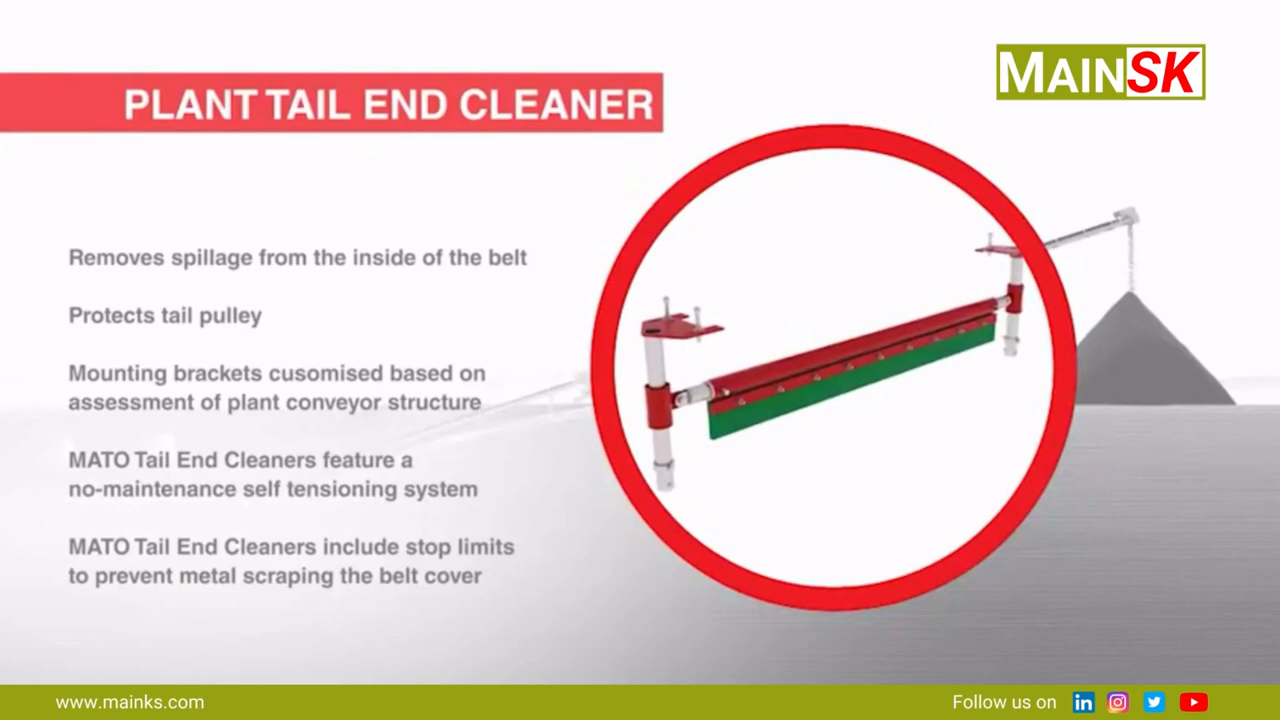 MAINSK
PLANT TAIL END CLEANER
Removes spillage from the inside of the belt
Protects tail pulley
Mounting brackets cusomised based on
assessment of plant conveyor structure
MATO Tail End Cleaners feature a
no-maintenance self tensioning system
MATO Tail End Cleaners include stop limits
to prevent metal scraping the belt cover
www.mainks.com
Follow us on